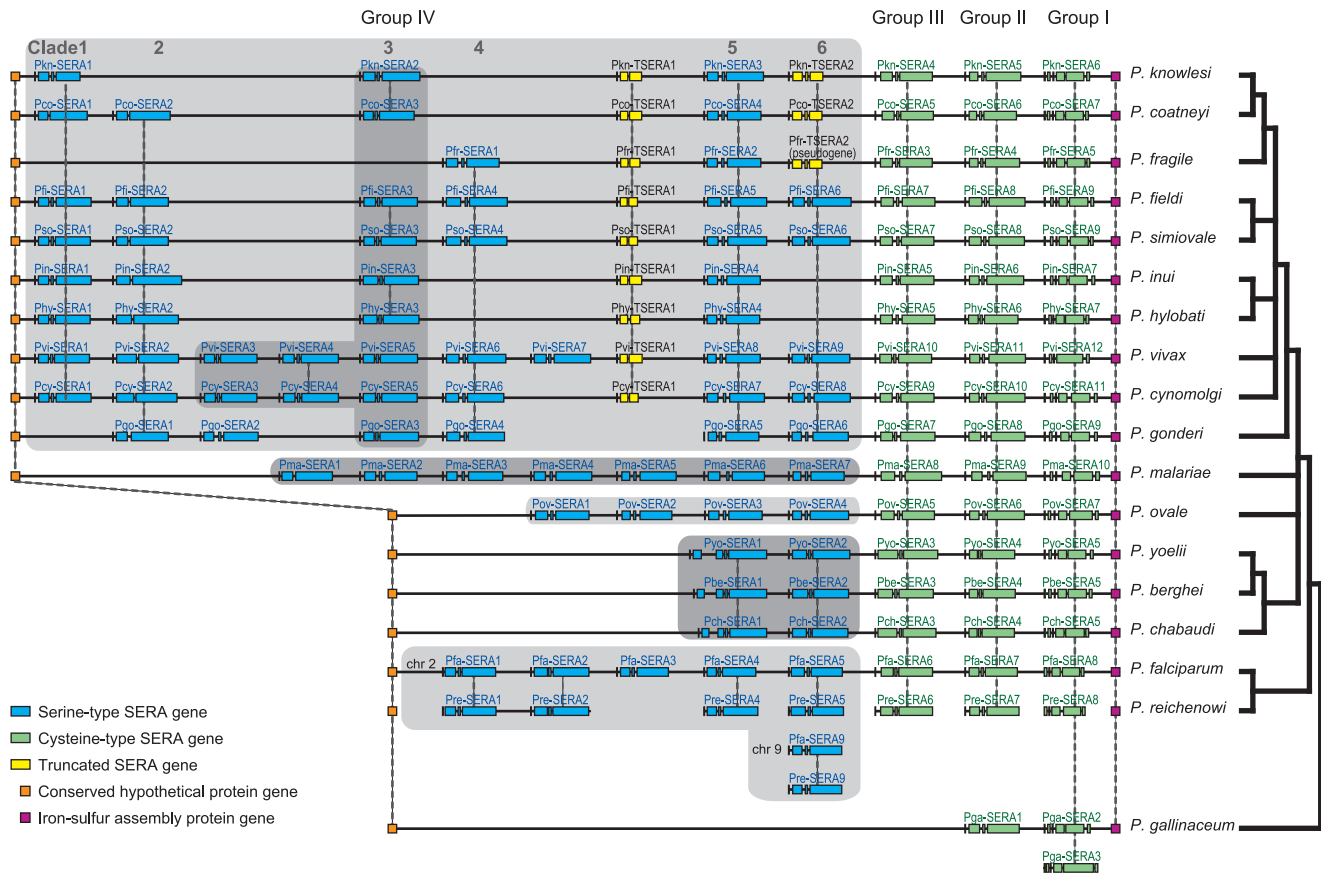 Group IV Group III Group II Group I
Clade1 2 3 4 5 6
Pkn-SERA1 Pkn-SERA2 Pkn-TSERA1 Pkn-SERA3 Pkn-TSERA2 Pkn-SERA4 Pkn-SERA5 Pkn-SERA6 P. knowlesi
Pco-SERA1 Pco-SERA2 Pco-SERA3 Pco-TSERA1 Pco-SERA4 Pco-TSERA2 Pco-SERA5 Pco-SERA6 Pco-SERA7 P. coatneyi
Pfr-SERA1 Pfr-TSERA1 Pfr-SERA2 Pfr-TSERA2 (pseudogene) Pfr-SERA3 Pfr-SERA4 Pfr-SERA5 P. fragile
Pfi-SERA1 Pfi-SERA2 Pfi-SERA3 Pfi-SERA4 Pfi-TSERA1 Pfi-SERA5 Pfi-SERA6 Pfi-SERA7 Pfi-SERA8 Pfi-SERA9 P. fieldi
Pso-SERA1 Pso-SERA2 Pso-SERA3 Pso-SERA4 Pso-TSERA1 Pso-SERA5 Pso-SERA6 Pso-SERA7 Pso-SERA8 Pso-SERA9 P. simiovale
Pin-SERA1 Pin-SERA2 Pin-SERA3 Pin-TSERA1 Pin-SERA4 Pin-SERA5 Pin-SERA6 Pin-SERA7 P. inui
Phy-SERA1 Phy-SERA2 Phy-SERA3 Phy-TSERA1 Phy-SERA4 Phy-SERA5 Phy-SERA6 Phy-SERA7 P. hylobati
Pvi-SERA1 Pvi-SERA2 Pvi-SERA3 Pvi-SERA4 Pvi-SERA5 Pvi-SERA6 Pvi-SERA7 Pvi-TSERA1 Pvi-SERA8 Pvi-SERA9 Pvi-SERA10 Pvi-SERA11 Pvi-SERA12 P. vivax
Pcy-SERA1 Pcy-SERA2 Pcy-SERA3 Pcy-SERA4 Pcy-SERA5 Pcy-SERA6 Pcy-TSERA1 Pcy-SERA7 Pcy-SERA8 Pcy-SERA9 Pcy-SERA10 Pcy-SERA11 P. cynomolgi
Pgo-SERA1 Pgo-SERA2 Pgo-SERA3 Pgo-SERA4 Pgo-SERA5 Pgo-SERA6 Pgo-SERA7 Pgo-SERA8 Pgo-SERA9 P. gonderi
Pma-SERA1 Pma-SERA2 Pma-SERA3 Pma-SERA4 Pma-SERA5 Pma-SERA6 Pma-SERA7 Pma-SERA8 Pma-SERA9 Pma-SERA10 P. malariae
Pov-SERA1 Pov-SERA2 Pov-SERA3 Pov-SERA4 Pov-SERA5 Pov-SERA6 Pov-SERA7 P. ovale
Pyo-SERA1 Pyo-SERA2 Pyo-SERA3 Pyo-SERA4 Pyo-SERA5 P. yoelii
Pbe-SERA1 Pbe-SERA2 Pbe-SERA3 Pbe-SERA4 Pbe-SERA5 P. berghei
Pch-SERA1 Pch-SERA2 Pch-SERA3 Pch-SERA4 Pch-SERA5 P. chabaudi
chr 2 Pfa-SERA1 Pfa-SERA2 Pfa-SERA3 Pfa-SERA4 Pfa-SERA5 Pfa-SERA6 Pfa-SERA7 Pfa-SERA8 P. falciparum
Pre-SERA1 Pre-SERA2 Pre-SERA4 Pre-SERA5 Pre-SERA6 Pre-SERA7 Pre-SERA8 P. reichenowi
chr 9 Pfa-SERA9
Pre-SERA9
Pga-SERA1 Pga-SERA2 P. gallinaceum
Pga-SERA3
Serine-type SERA gene
Cysteine-type SERA gene
Truncated SERA gene
Conserved hypothetical protein gene
Iron-sulfur assembly protein gene